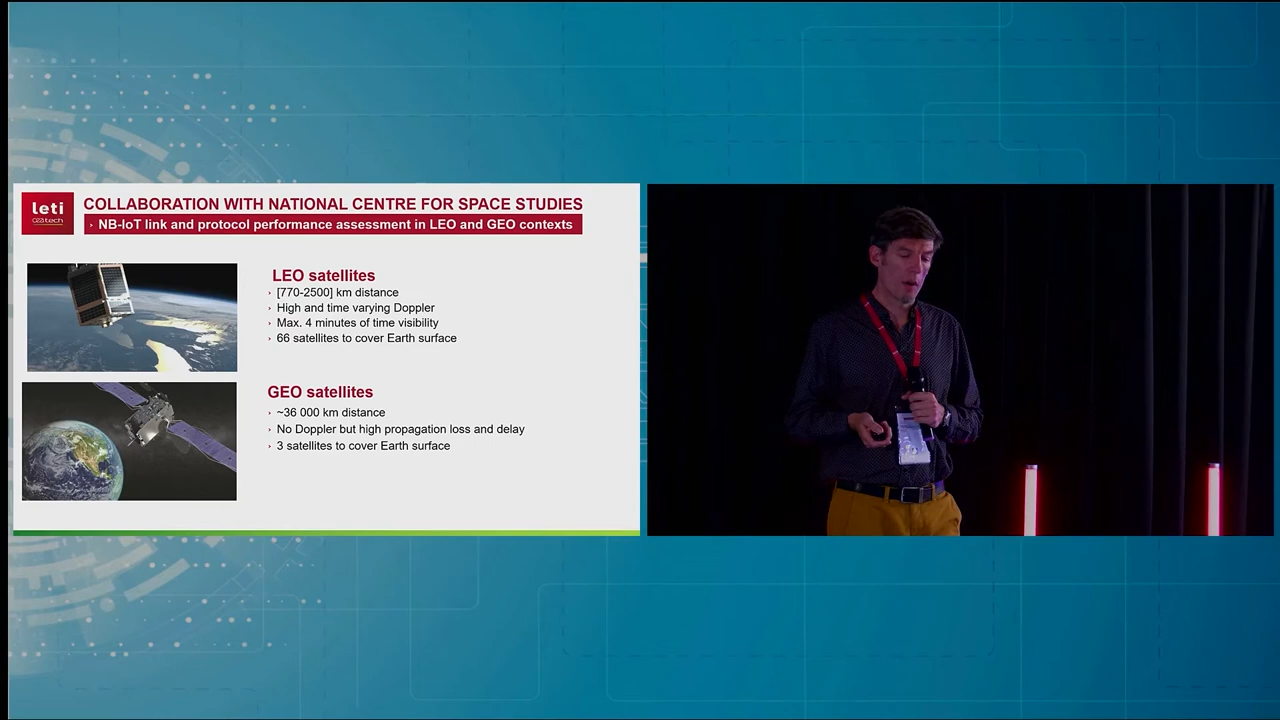 leti
ceatech
COLLABORATION WITH NATIONAL CENTRE FOR SPACE STUDIES
› NB-IoT link and protocol performance assessment in LEO and GEO contexts
LEO satellites
› [770-2500] km distance
› High and time varying Doppler
› Max. 4 minutes of time visibility
› 66 satellites to cover Earth surface
GEO satellites
› ~36 000 km distance
› No Doppler but high propagation loss and delay
› 3 satellites to cover Earth surface